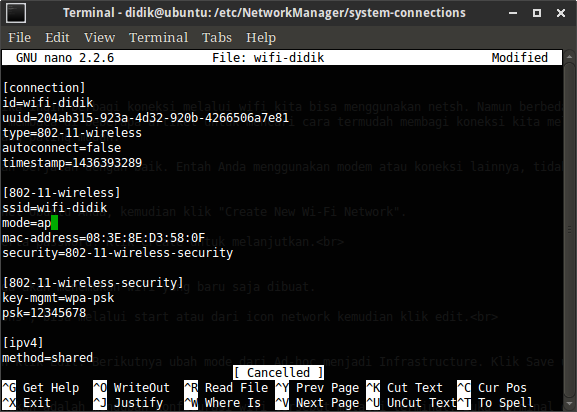 Terminal - didik@ubuntu: /etc/NetworkManager/system-connections
File Edit View Terminal Tabs Help
GNU nano 2.2.6 File: wifi-didik Modified
[connection]
id=wifi-didik
uuid=204ab315-923a-4d32-920b-4266506a7e81
type=802-11-wireless
autoconnect=false
timestamp=1436393289
[802-11-wireless]
ssid=wifi-didik
mode=ap
mac-address=08:3E:8E:D3:58:0F
security=802-11-wireless-security
[802-11-wireless-security]
key-mgmt=wpa-psk
psk=12345678
[ipv4]
method=shared
[ Cancelled ]
^G Get Help ^O WriteOut ^R Read File ^Y Prev Page ^K Cut Text ^C Cur Pos
^X Exit ^J Justify ^W Where Is ^V Next Page ^U UnCut Text ^T To Spell